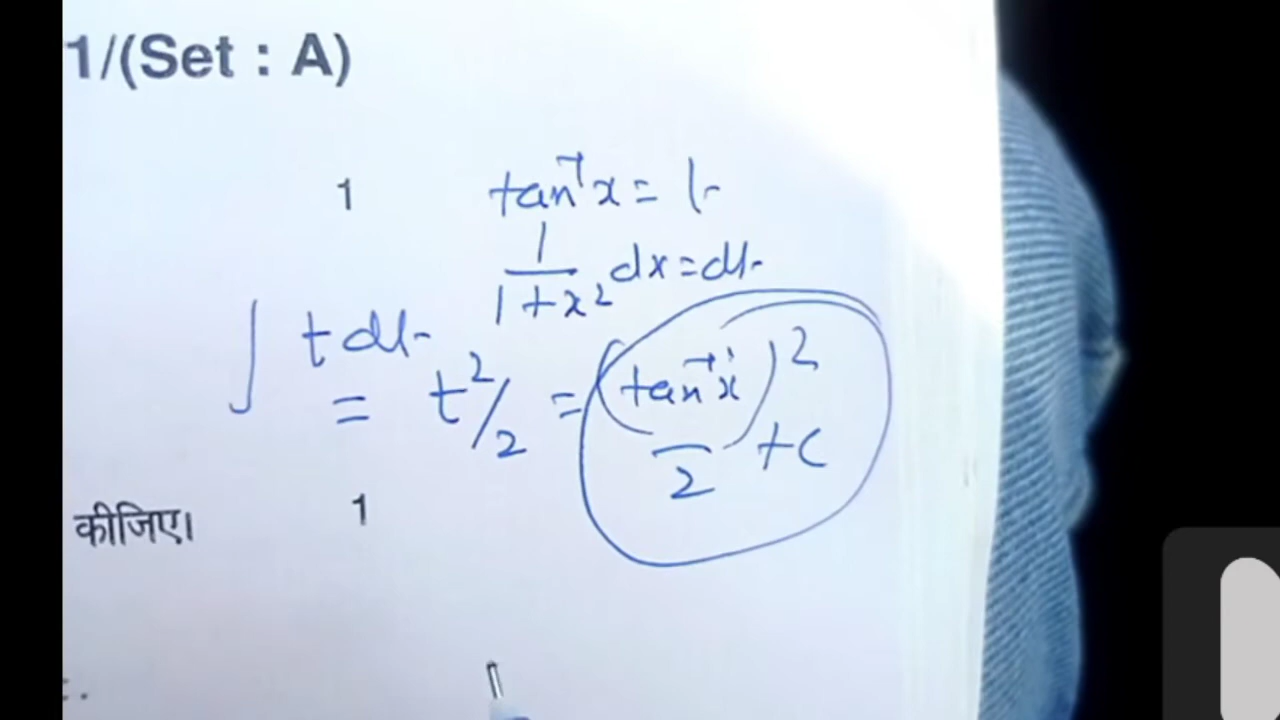 1/(Set : A)
1
tan⁻¹x = t
1/1+x² dx = dt
∫ t dt
= t²/2 = (tan⁻¹x)²/2 + c
कीजिए।
1